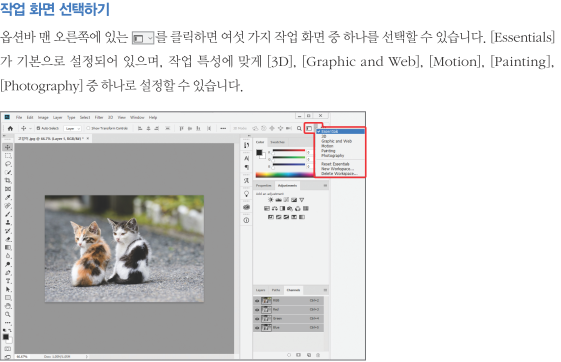 작업 화면 선택하기
옵션바 맨 오른쪽에 있는 를 클릭하면 여섯 가지 작업 화면 중 하나를 선택할 수 있습니다. [Essentials]
가 기본으로 설정되어 있으며, 작업 특성에 맞게 [3D], [Graphic and Web], [Motion], [Painting],
[Photography] 중 하나로 설정할 수 있습니다.
File Edit Image Layer Type Select Filter 3D View Window Help
Auto-Select: Layer Show Transform Controls
Essentials
3D
Graphic and Web
Motion
Painting
Photography
Reset Essentials
New Workspace...
Delete Workspace...
Color Swatches
Properties Adjustments
Add an adjustment
Layers Paths Channels
RGB Ctrl+2
Red Ctrl+3
Green Ctrl+4
Blue Ctrl+5
66.67%